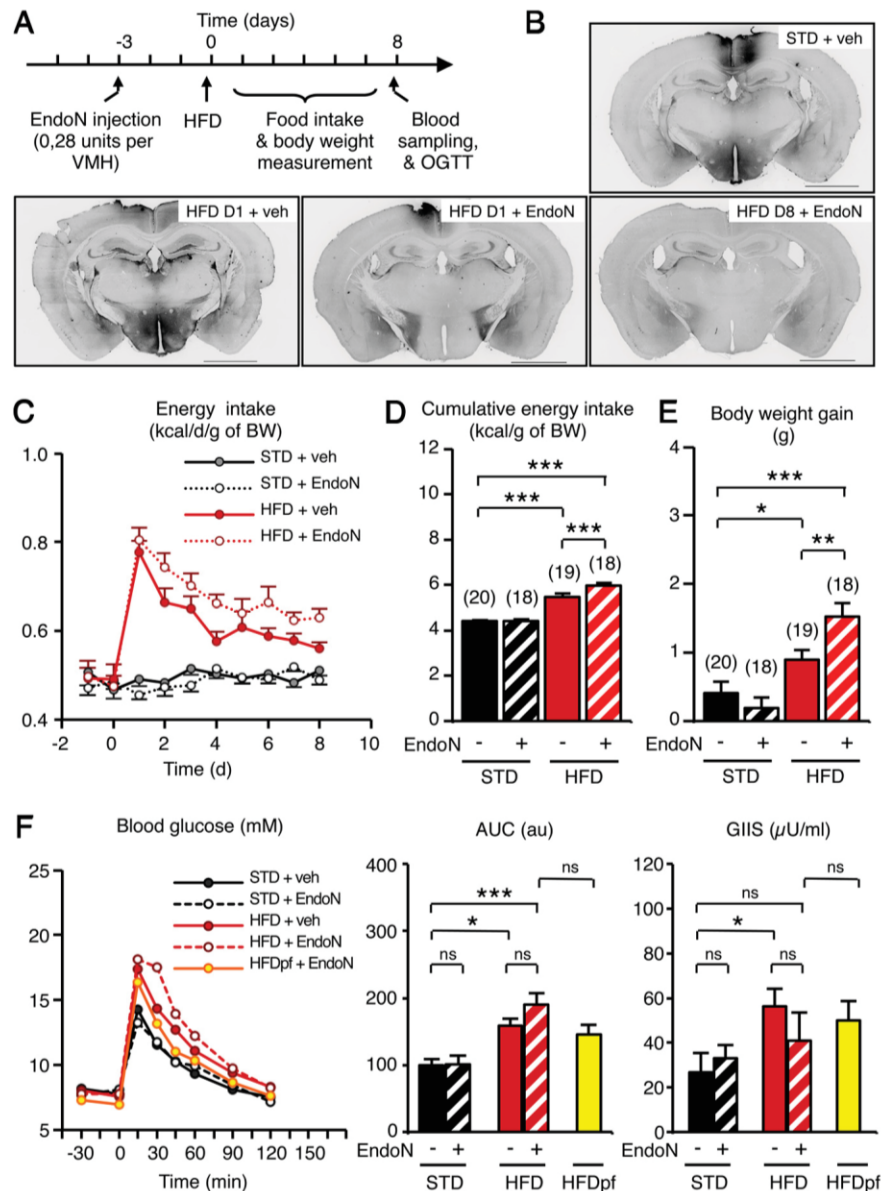 A
Time (days)
-3 0 8
EndoN injection
(0,28 units per
VMH)
HFD
Food intake
& body weight
measurement
Blood
sampling,
& OGTT
B
STD + veh
HFD D1 + veh
HFD D1 + EndoN
HFD D8 + EndoN
C
Energy intake
(kcal/d/g of BW)
1.0
0.8
0.6
0.4
STD + veh
STD + EndoN
HFD + veh
HFD + EndoN
-2 0 2 4 6 8 10
Time (d)
D
Cumulative energy intake
(kcal/g of BW)
12
10
8
6
4
2
0
***
***
***
(20) (18) (19) (18)
EndoN - + - +
STD HFD
E
Body weight gain
(g)
4
3
2
1
0
***
*
**
(20) (18) (19) (18)
EndoN - + - +
STD HFD
F
Blood glucose (mM)
25
20
15
10
5
STD + veh
STD + EndoN
HFD + veh
HFD + EndoN
HFDpf + EndoN
-30 0 30 60 90 120 150
Time (min)
AUC (au)
400
300
200
100
0
ns
***
*
ns ns
EndoN - + - +
STD HFD HFDpf
GIIS (µU/ml)
120
100
80
60
40
20
0
ns
ns
*
ns ns
EndoN - + - +
STD HFD HFDpf